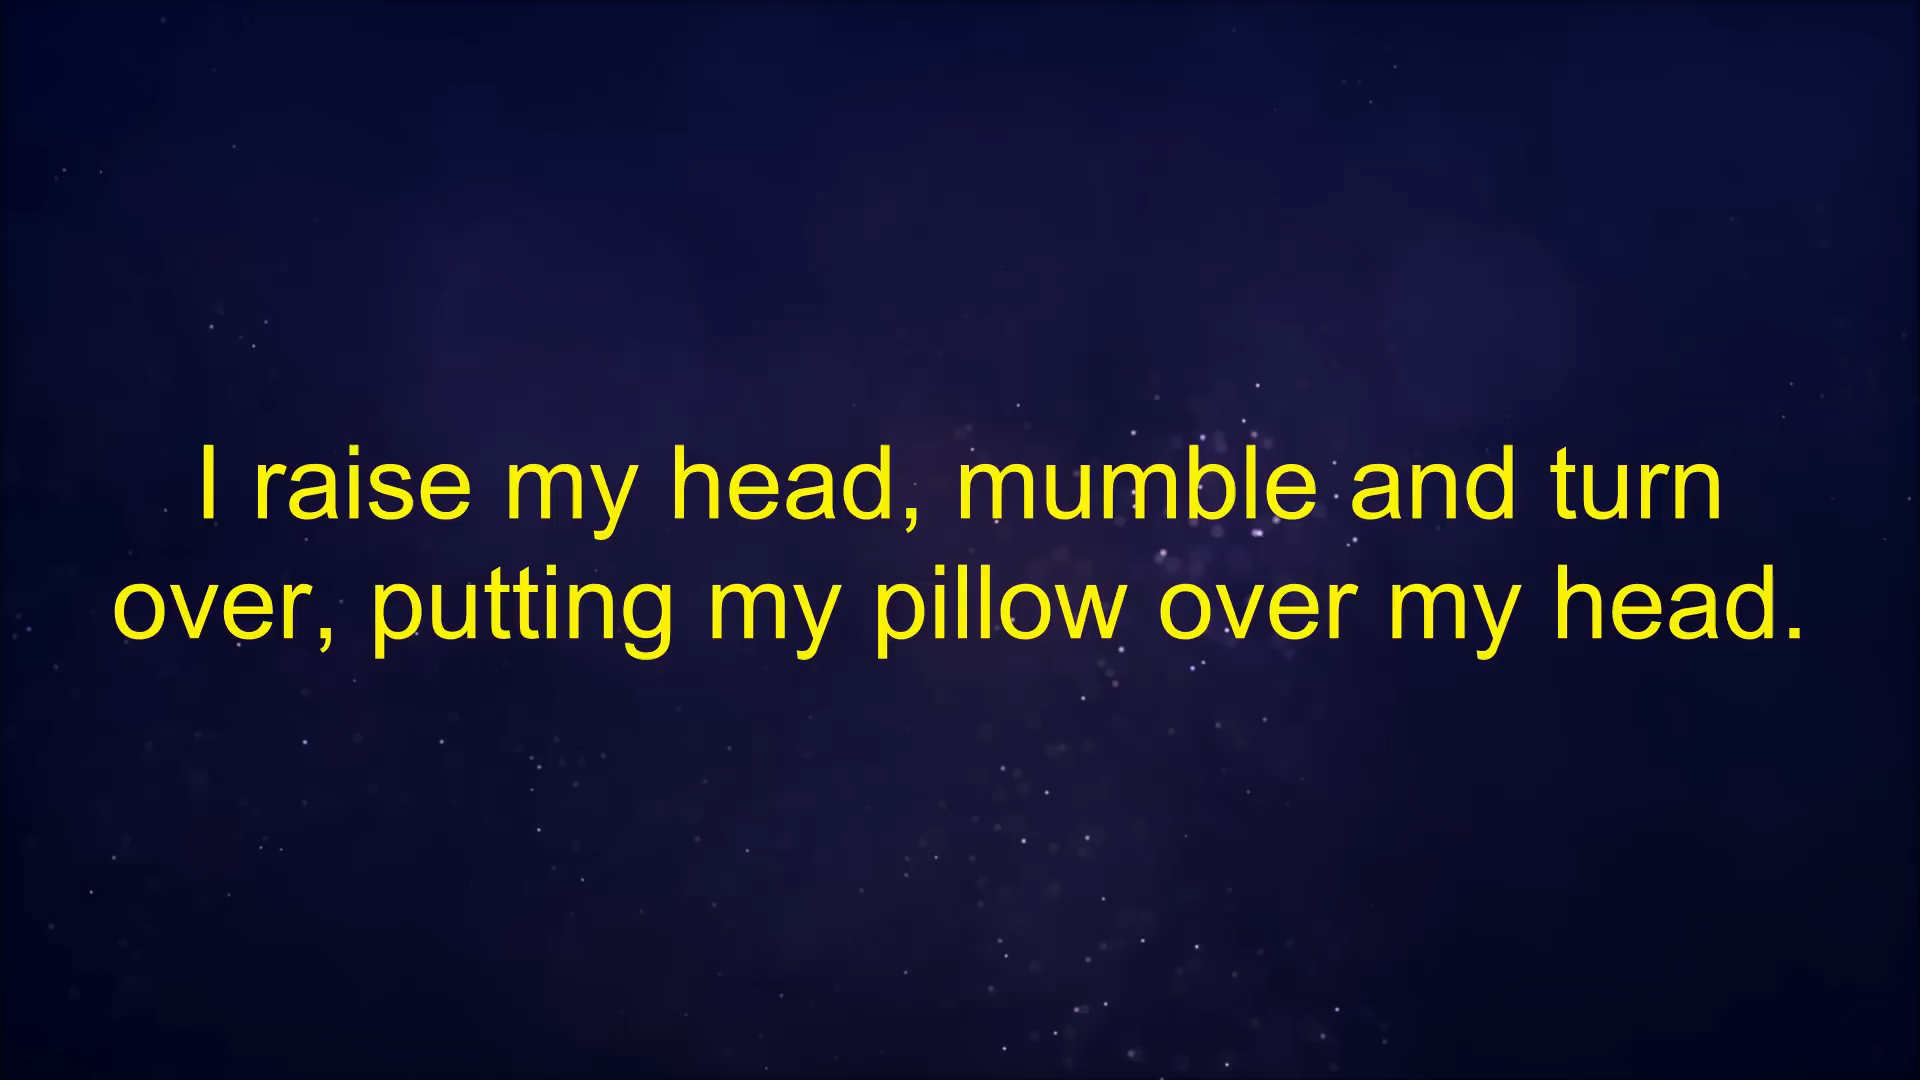 I raise my head, mumble and turn
over, putting my pillow over my head.